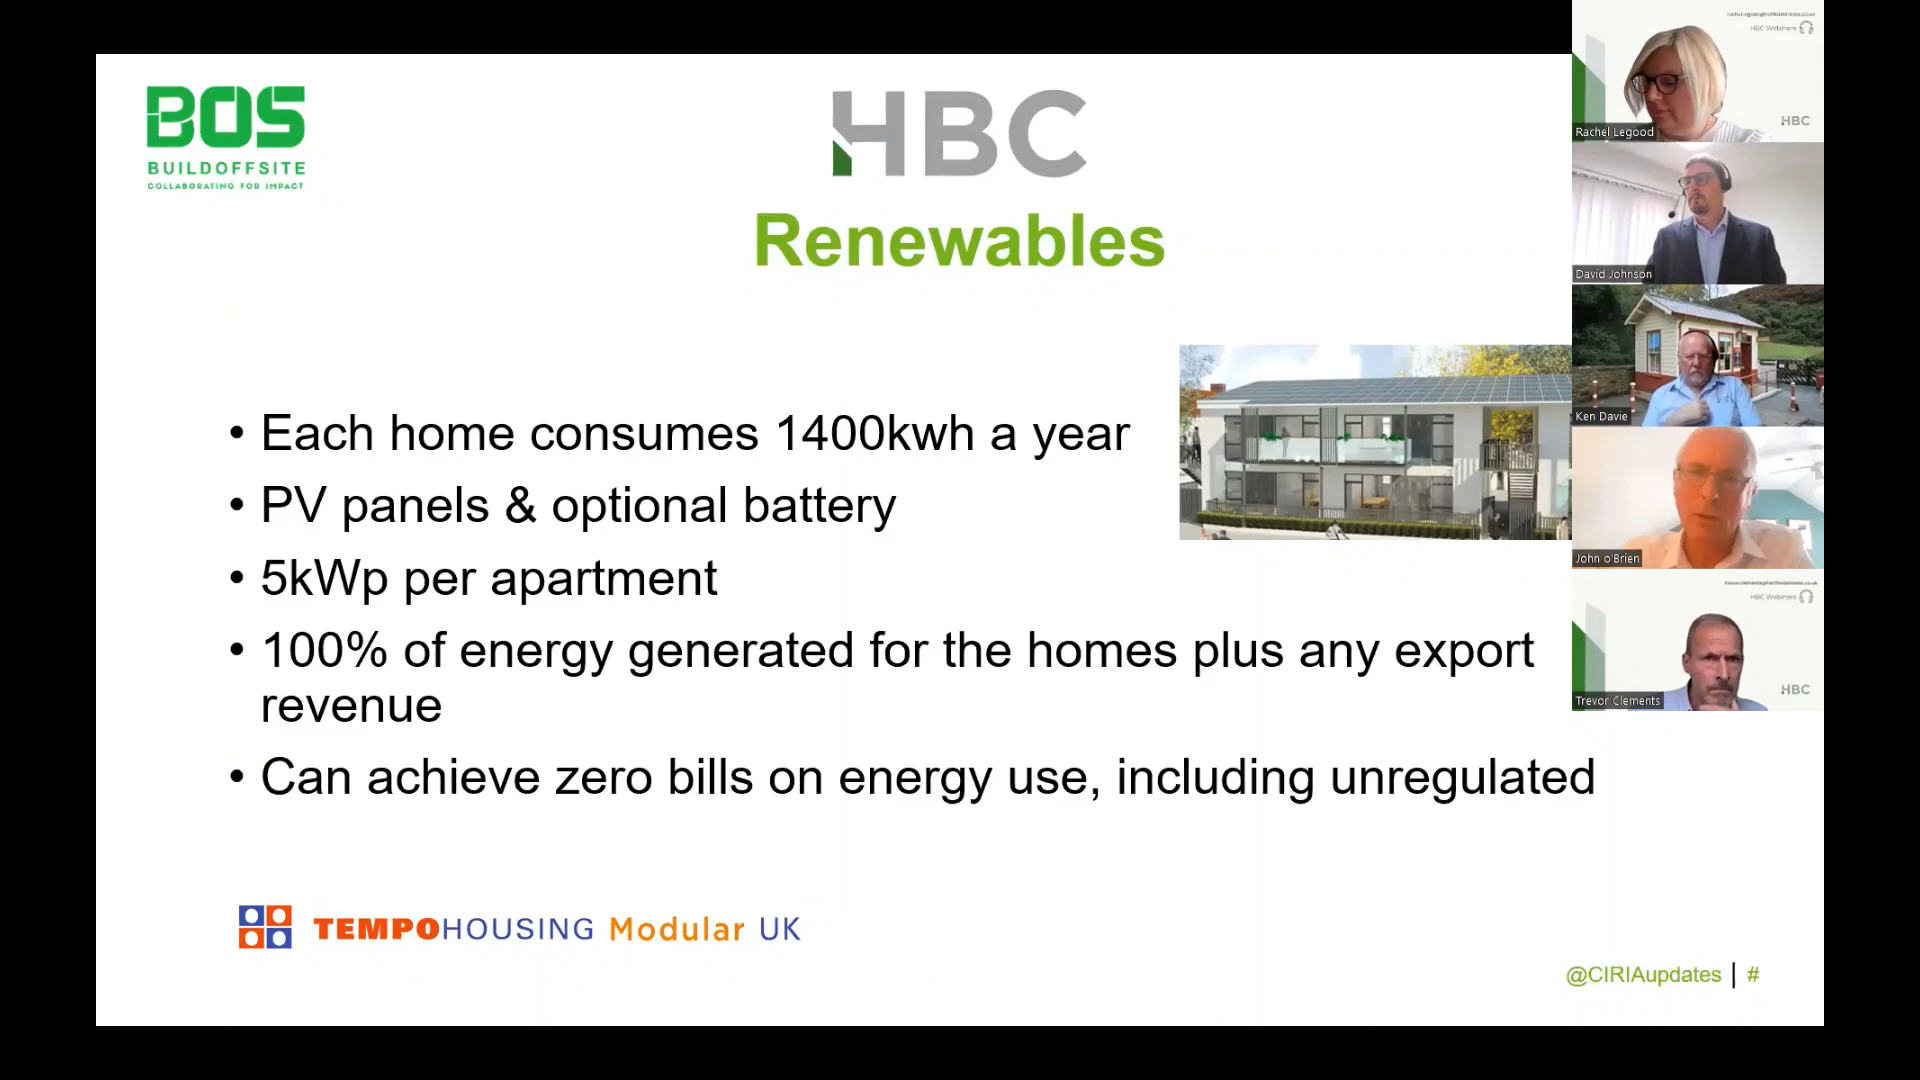 BOS
BUILDOFFSITE
COLLABORATING FOR IMPACT
HBC
Renewables
• Each home consumes 1400kwh a year
• PV panels & optional battery
• 5kWp per apartment
• 100% of energy generated for the homes plus any export
revenue
• Can achieve zero bills on energy use, including unregulated
TEMPOHOUSING Modular UK
@CIRIAupdates | #
HBC Webinars
HBC
Rachel Legood
David Johnson
Ken Davie
John o'Brien
HBC Webinars
HBC
Trevor Clements